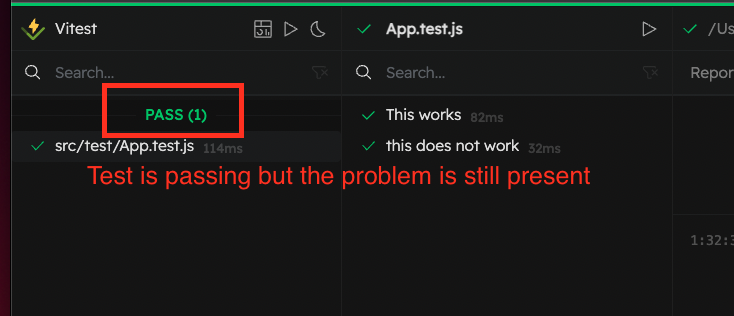 Vitest
App.test.js
/Us
Search...
Search...
Repor
PASS (1)
This works 82ms
src/test/App.test.js 114ms
this does not work 32ms
Test is passing but the problem is still present
1:32:3